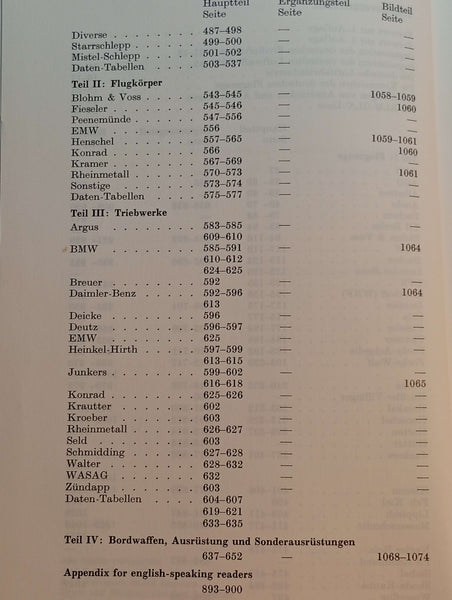 Hauptteil Ergänzungsteil Bildteil
Seite Seite Seite
Diverse . . . . . . 487–498 — —
Starrschlepp . . . . 499–500 — —
Mistel-Schlepp . . . . 501–502 — —
Daten-Tabellen . . . . 503–537 — —
Teil II: Flugkörper
Blohm & Voss . . . . . 543–545 — 1058–1059
Fieseler . . . . . . 545–546 — 1060
Peenemünde . . . . . 547–556 — —
EMW . . . . . . . 556 — —
Henschel . . . . . . 557–565 — 1059–1061
Konrad . . . . . . 566 — 1060
Kramer . . . . . . 567–569 — —
Rheinmetall . . . . . 570–573 — 1061
Sonstige . . . . . . 573–574 — —
Daten-Tabellen . . . . 575–577 — —
Teil III: Triebwerke
Argus . . . . . . . 583–585 — —
609–610
BMW . . . . . . . 585–591 — 1064
610–612
624–625
Breuer . . . . . . . 592 — —
Daimler-Benz . . . . . 592–596 — 1064
613
Deicke . . . . . . . 596 — —
Deutz . . . . . . . 596–597 — —
EMW . . . . . . . 625 — —
Heinkel-Hirth . . . . . 597–599 — —
613–615
Junkers . . . . . . . 599–602 — —
616–618 1065
Konrad . . . . . . . 625–626 — —
Krautter . . . . . . 602 — —
Kroeber . . . . . . 603 — —
Rheinmetall . . . . . 626–627 — —
Seld . . . . . . . 603 — —
Schmidding . . . . . 627–628 — —
Walter . . . . . . . 628–632 — —
WASAG . . . . . . 632 — —
Zündapp . . . . . . 603 — —
Daten-Tabellen . . . . 604–607 — —
619–621
633–635
Teil IV: Bordwaffen, Ausrüstung und Sonderausrüstungen
637–652 — 1068–1074
Appendix for english-speaking readers
893–900